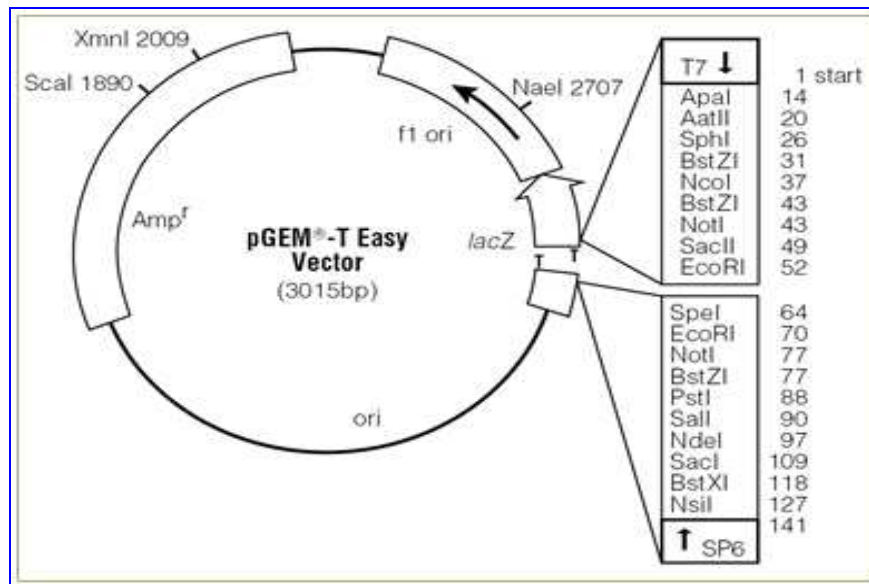 XmnI 2009
ScaI 1890
NaeI 2707
f1 ori
Ampʳ
pGEM®-T Easy
Vector
(3015bp)
lacZ
T T
ori
T7 ↓
1 start
ApaI 14
AatII 20
SphI 26
BstZI 31
NcoI 37
BstZI 43
NotI 43
SacII 49
EcoRI 52
SpeI 64
EcoRI 70
NotI 77
BstZI 77
PstI 88
SalI 90
NdeI 97
SacI 109
BstXI 118
NsiI 127
141
↑ SP6